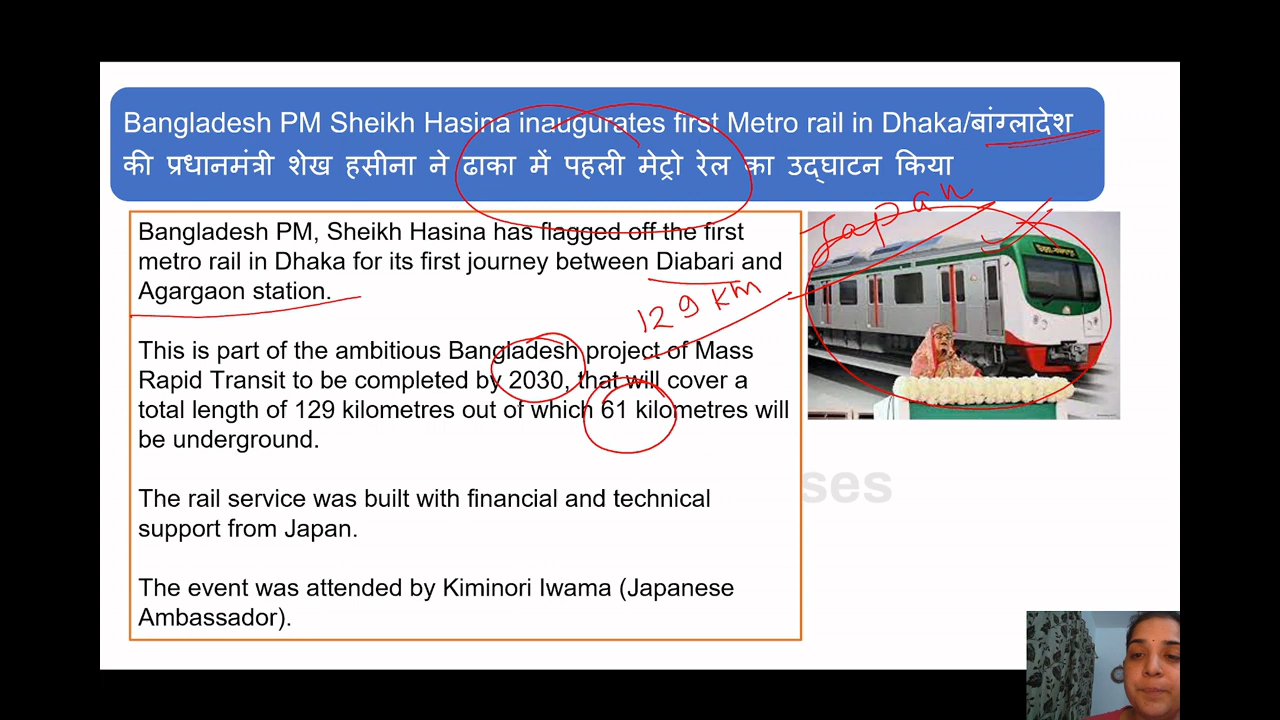 Bangladesh PM Sheikh Hasina inaugurates first Metro rail in Dhaka/बांग्लादेश
की प्रधानमंत्री शेख हसीना ने ढाका में पहली मेट्रो रेल का उद्घाटन किया
Bangladesh PM, Sheikh Hasina has flagged off the first
metro rail in Dhaka for its first journey between Diabari and
Agargaon station.
Japan
129 km
This is part of the ambitious Bangladesh project of Mass
Rapid Transit to be completed by 2030, that will cover a
total length of 129 kilometres out of which 61 kilometres will
be underground.
ses
The rail service was built with financial and technical
support from Japan.
The event was attended by Kiminori Iwama (Japanese
Ambassador).